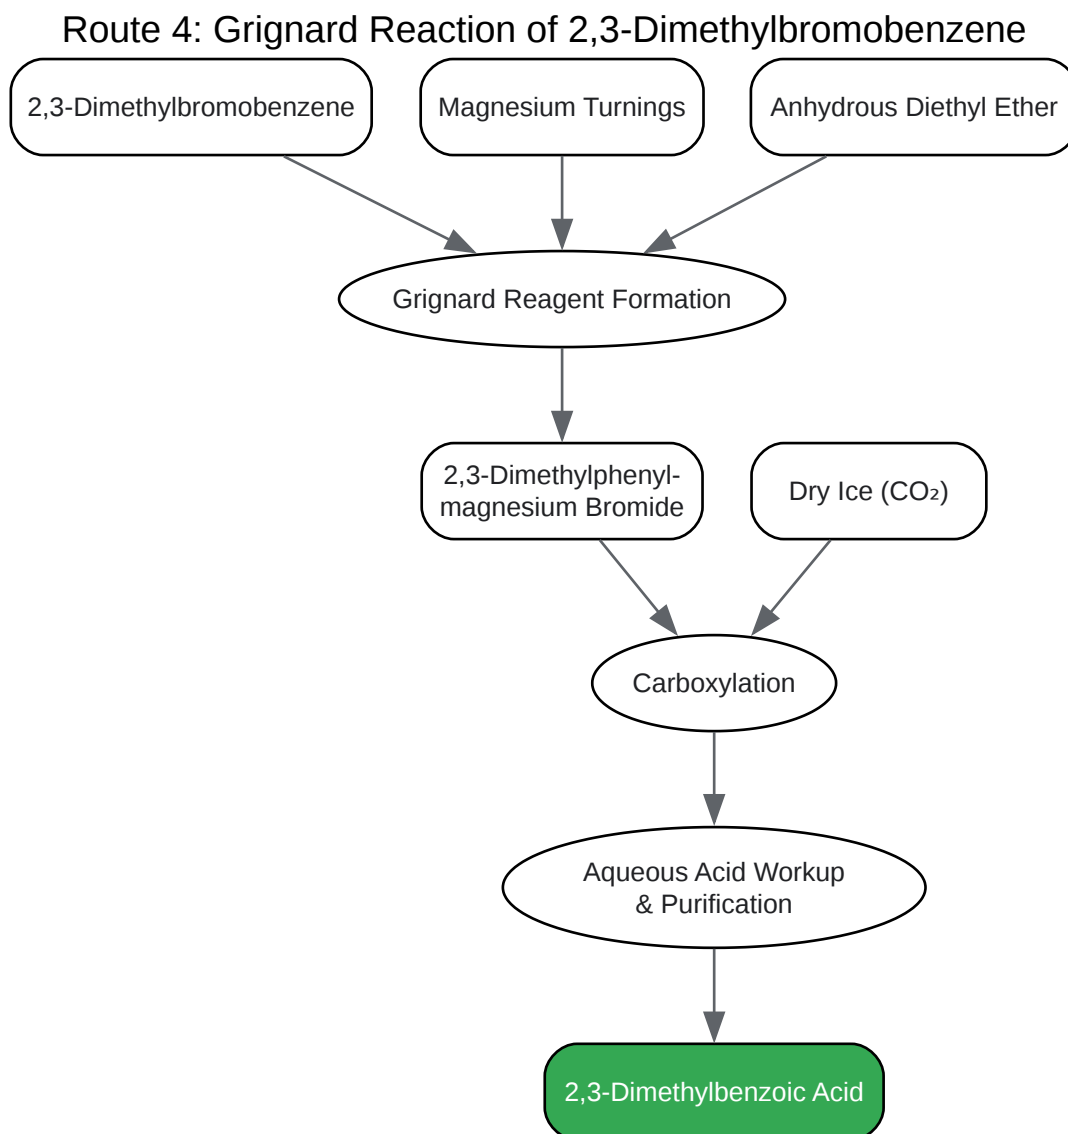 Route 4: Grignard Reaction of 2,3-Dimethylbromobenzene
2,3-Dimethylbromobenzene
Magnesium Turnings
Anhydrous Diethyl Ether
Grignard Reagent Formation
2,3-Dimethylphenyl-
magnesium Bromide
Dry Ice (CO₂)
Carboxylation
Aqueous Acid Workup
& Purification
2,3-Dimethylbenzoic Acid